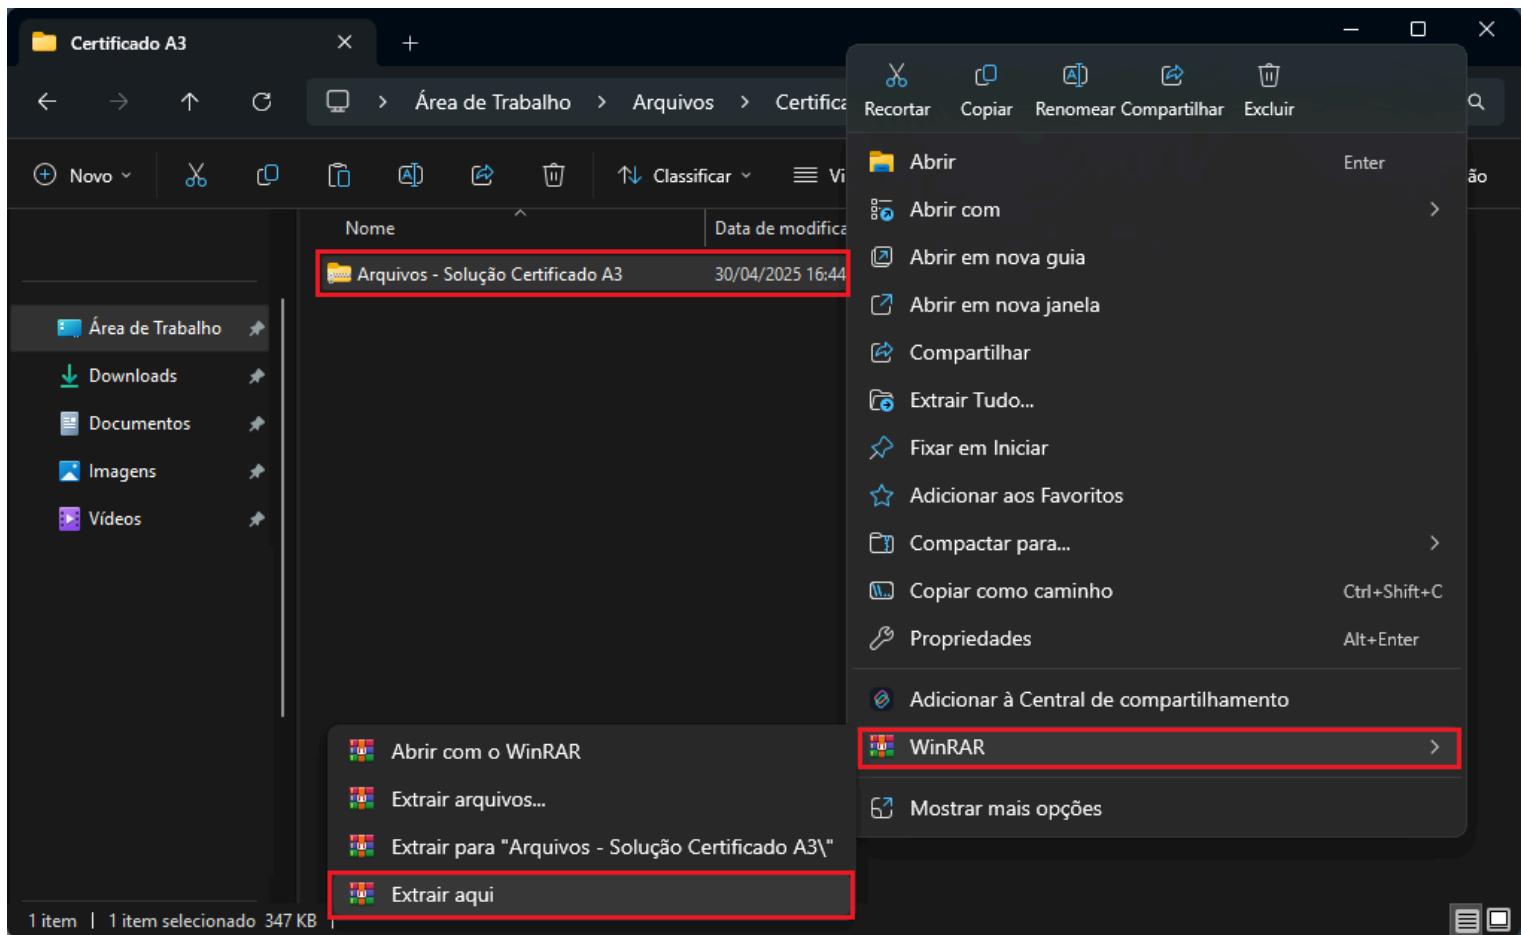 Certificado A3
Recortar Copiar Renomear Compartilhar Excluir
Área de Trabalho > Arquivos > Certifica
Novo
Classificar
Vi
ão
Nome
Data de modifica
Arquivos - Solução Certificado A3 30/04/2025 16:44
Área de Trabalho
Downloads
Documentos
Imagens
Vídeos
Abrir Enter
Abrir com
Abrir em nova guia
Abrir em nova janela
Compartilhar
Extrair Tudo...
Fixar em Iniciar
Adicionar aos Favoritos
Compactar para...
Copiar como caminho Ctrl+Shift+C
Propriedades Alt+Enter
Adicionar à Central de compartilhamento
WinRAR
Mostrar mais opções
Abrir com o WinRAR
Extrair arquivos...
Extrair para "Arquivos - Solução Certificado A3\"
Extrair aqui
1 item | 1 item selecionado 347 KB |